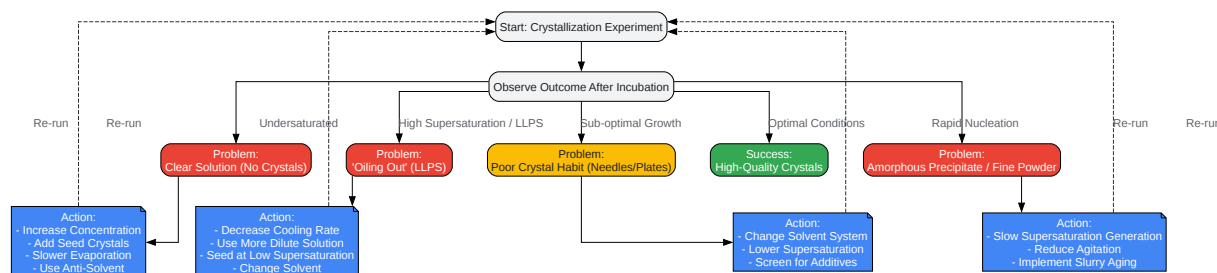 Start: Crystallization Experiment
Observe Outcome After Incubation
Re-run
Re-run
Undersaturated
High Supersaturation / LLPS
Sub-optimal Growth
Optimal Conditions
Rapid Nucleation
Re-run
Re-run
Problem:
Clear Solution (No Crystals)
Problem:
'Oiling Out' (LLPS)
Problem:
Poor Crystal Habit (Needles/Plates)
Success:
High-Quality Crystals
Problem:
Amorphous Precipitate / Fine Powder
Action:
- Increase Concentration
- Add Seed Crystals
- Slower Evaporation
- Use Anti-Solvent
Action:
- Decrease Cooling Rate
- Use More Dilute Solution
- Seed at Low Supersaturation
- Change Solvent
Action:
- Change Solvent System
- Lower Supersaturation
- Screen for Additives
Action:
- Slow Supersaturation Generation
- Reduce Agitation
- Implement Slurry Aging